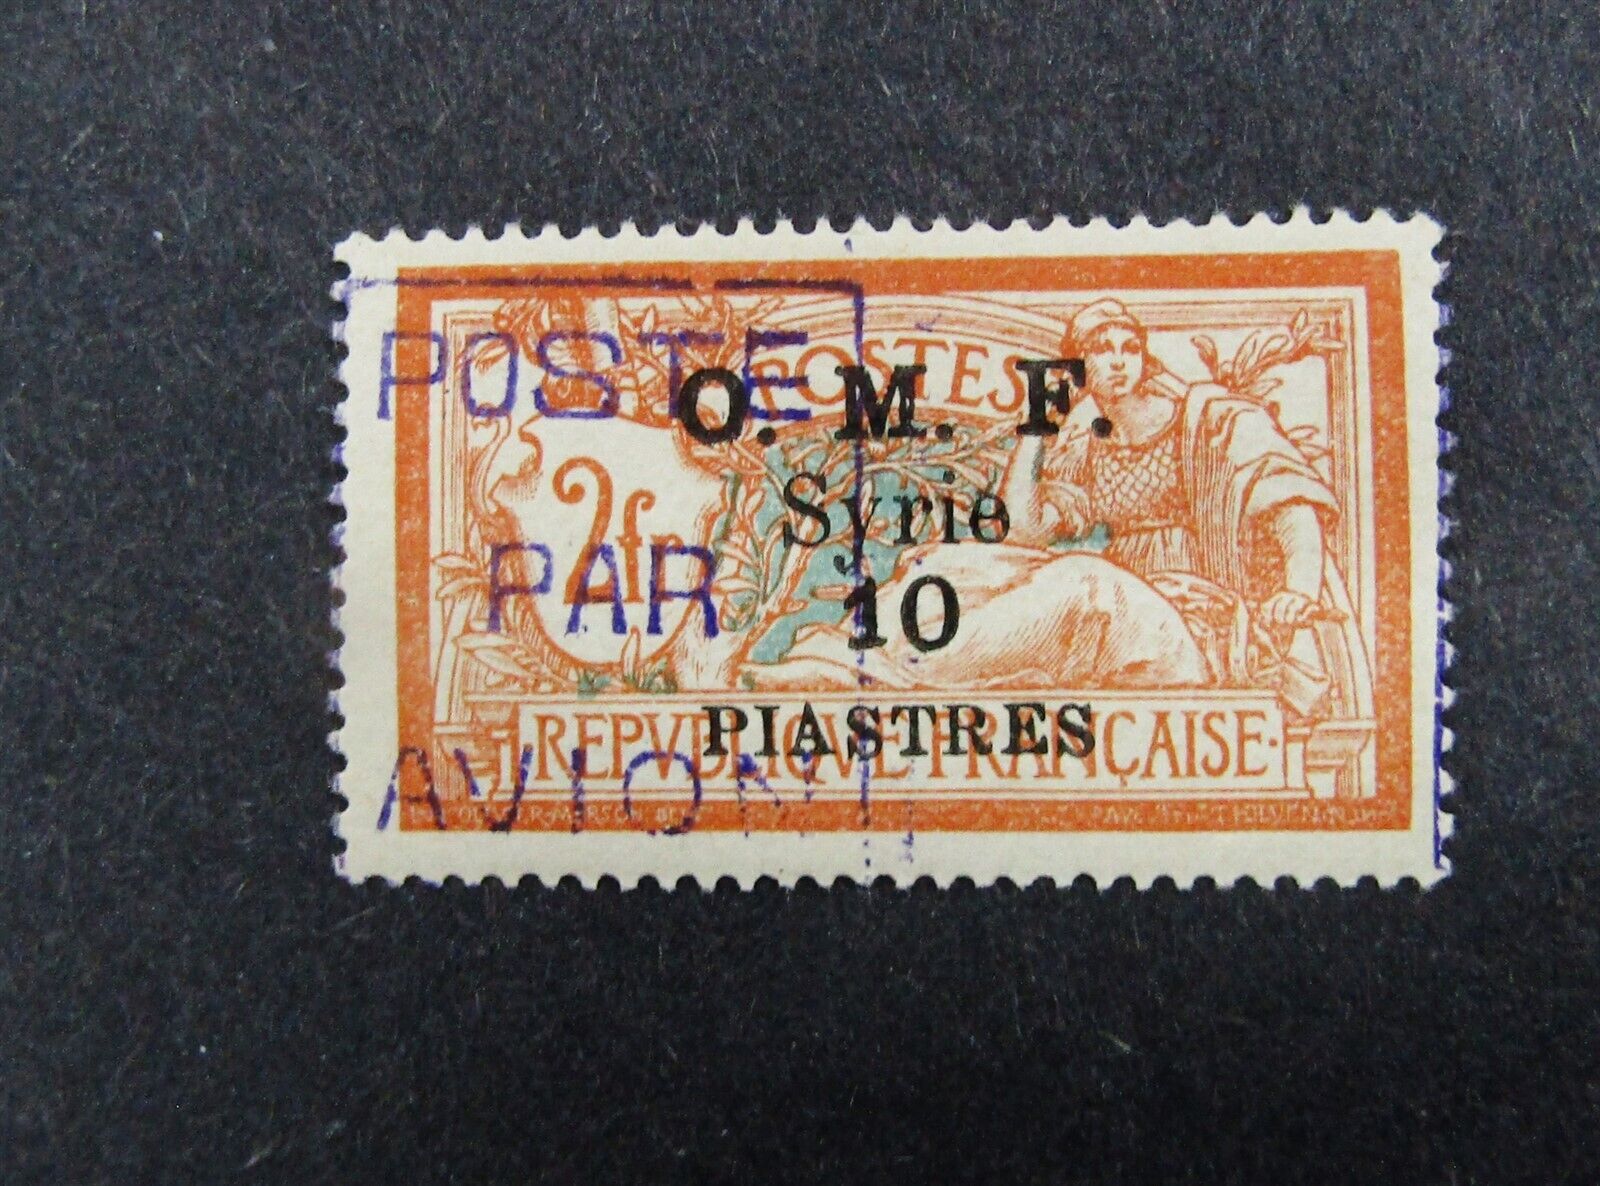 POSTE
POSTES
O. M. F.
Syrie
2 fr
PAR
10
PIASTRES
REPVBLIQVE FRANÇAISE·
AVION